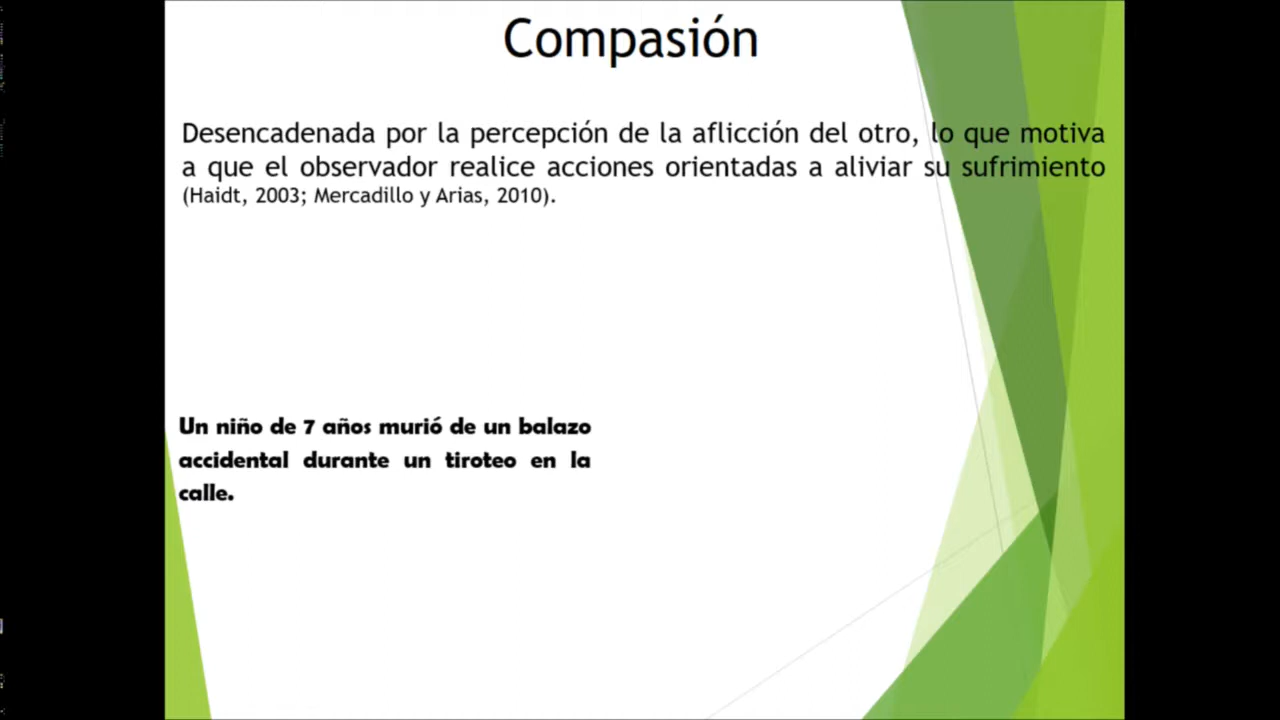 Compasión
Desencadenada por la percepción de la aflicción del otro, lo que motiva
a que el observador realice acciones orientadas a aliviar su sufrimiento
(Haidt, 2003; Mercadillo y Arias, 2010).
Un niño de 7 años murió de un balazo
accidental durante un tiroteo en la
calle.